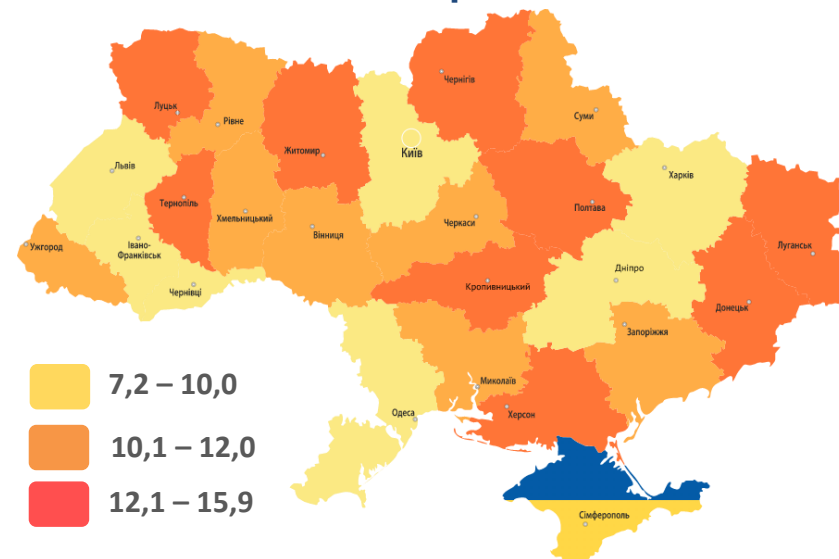 Чернігів
Луцьк
Суми
Рівне
Житомир
Київ
Львів
Харків
Тернопіль
Полтава
Хмельницький
Черкаси
Вінниця
Ужгород
Івано-
Франківськ
Луганськ
Дніпро
Чернівці
Кропивницький
Донецьк
Запоріжжя
Миколаїв
Одеса
Херсон
7,2 – 10,0
10,1 – 12,0
12,1 – 15,9
Сімферополь